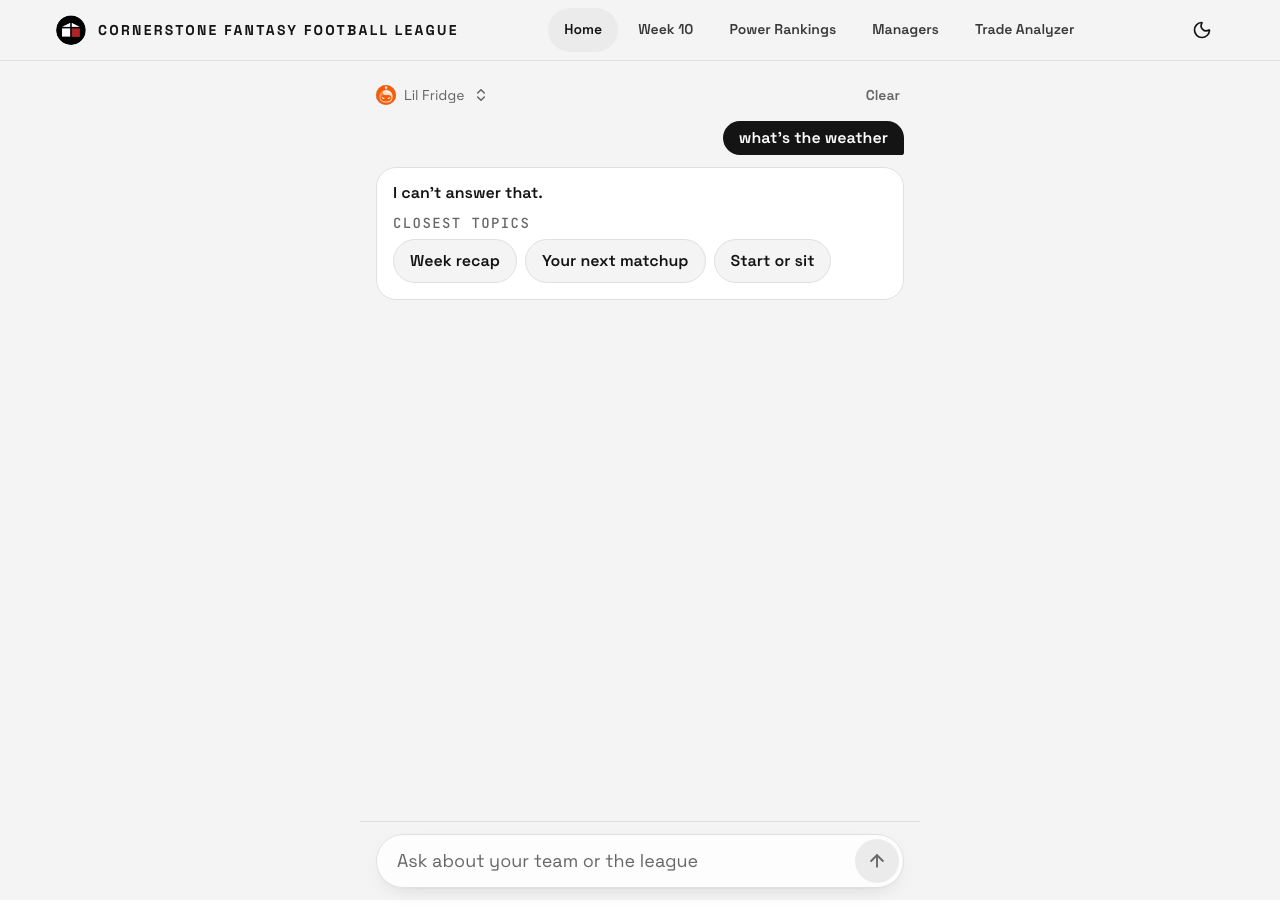 CORNERSTONE FANTASY FOOTBALL LEAGUE
Home
Week 10
Power Rankings
Managers
Trade Analyzer
Lil Fridge
Clear
what's the weather
I can't answer that.
CLOSEST TOPICS
Week recap
Your next matchup
Start or sit
Ask about your team or the league